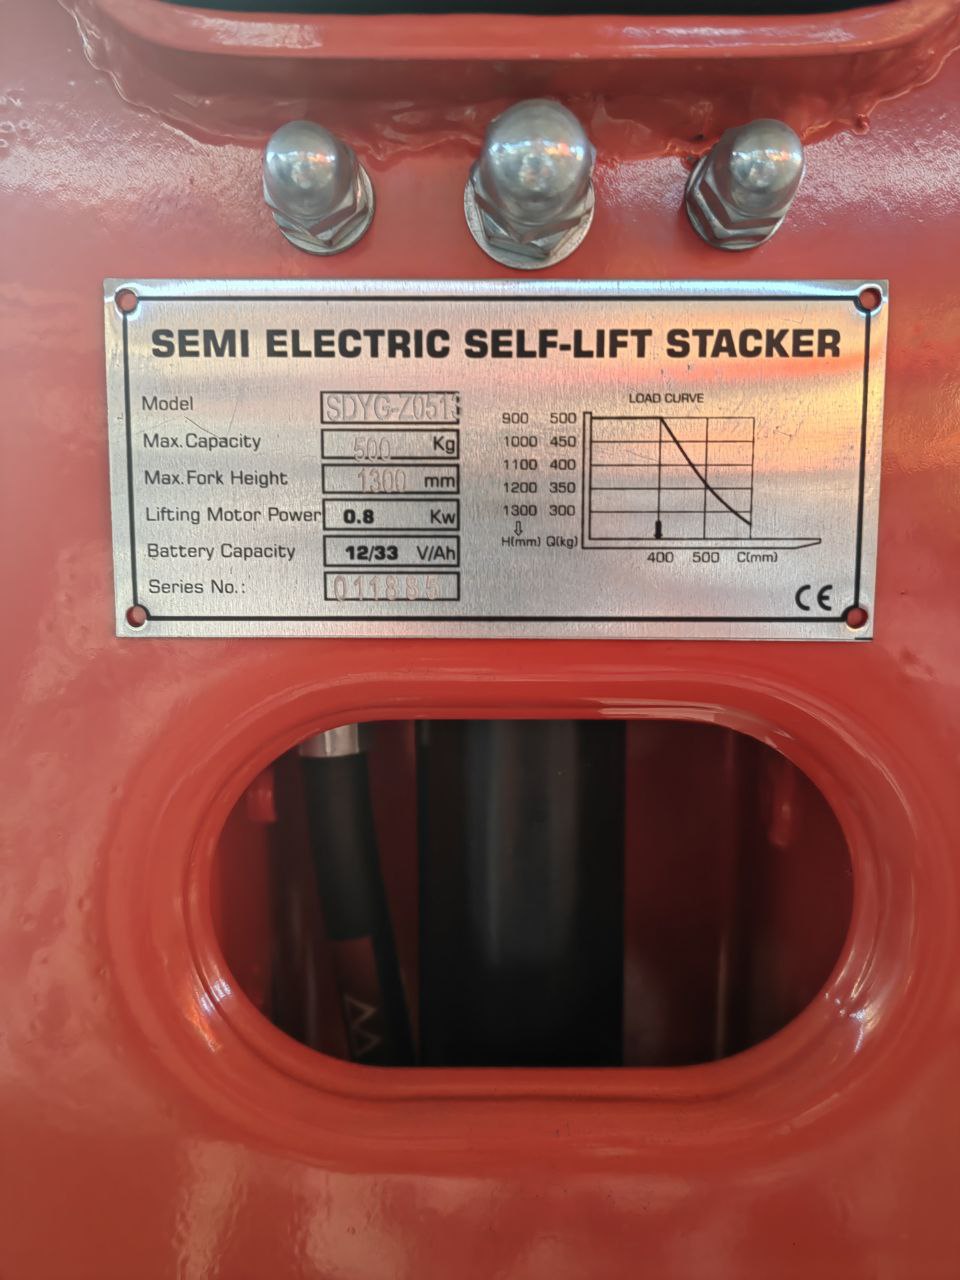 SEMI ELECTRIC SELF-LIFT STACKER
Model SDYG-Z0513
Max.Capacity 500 Kg
Max.Fork Height 1300 mm
Lifting Motor Power 0.8 Kw
Battery Capacity 12/33 V/Ah
Series No.: 011885
LOAD CURVE
900 500
1000 450
1100 400
1200 350
1300 300
H(mm) Q(kg)
400 500 C(mm)
CE